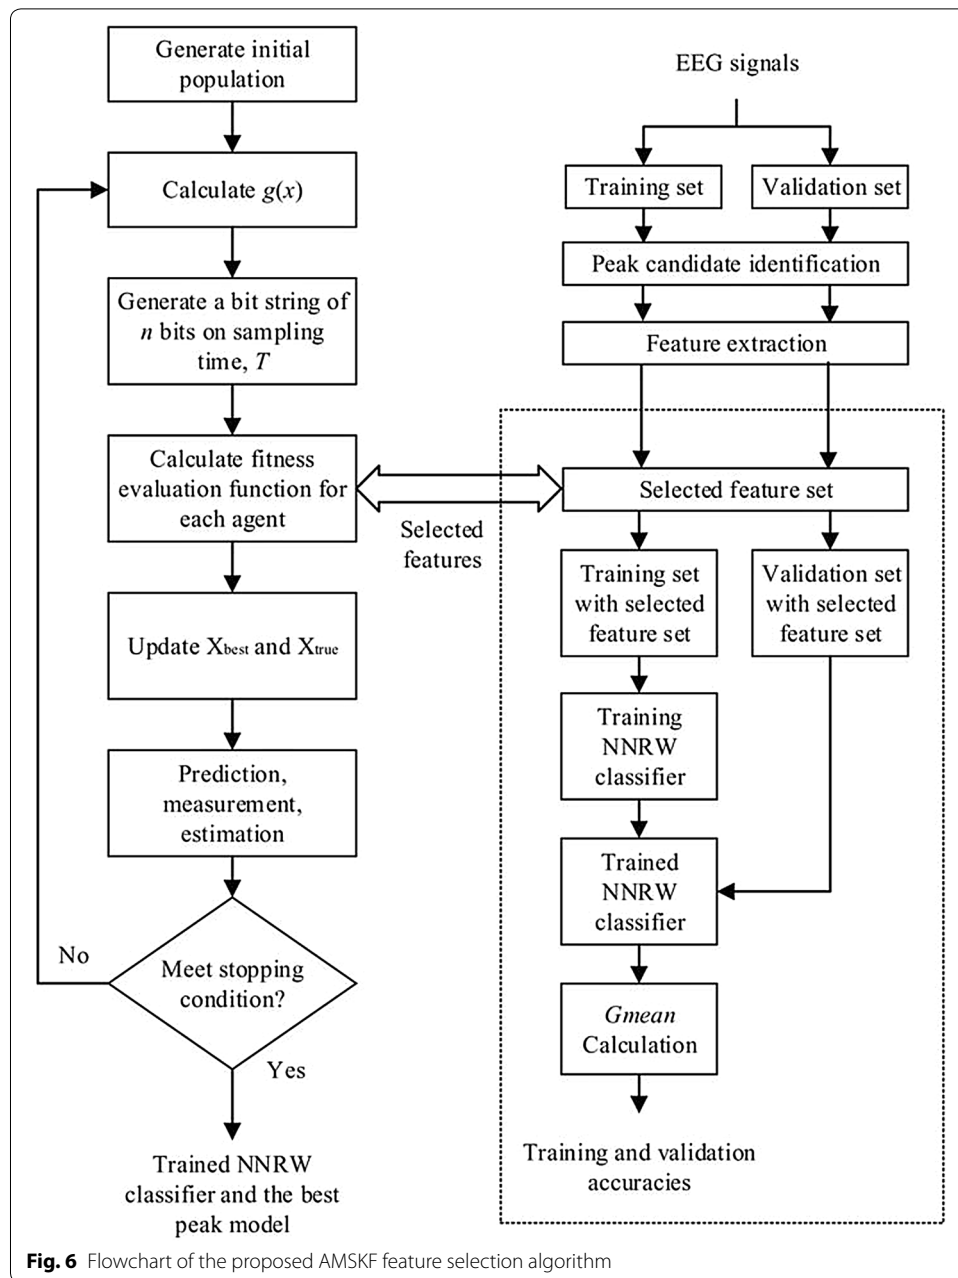 Generate initial
population
Calculate g(x)
Generate a bit string of
n bits on sampling
time, T
Calculate fitness
evaluation function for
each agent
Update Xbest and Xtrue
Prediction,
measurement,
estimation
Meet stopping
condition?
No
Yes
Trained NNRW
classifier and the best
peak model
Selected
features
EEG signals
Training set
Validation set
Peak candidate identification
Feature extraction
Selected feature set
Training set
with selected
feature set
Validation set
with selected
feature set
Training
NNRW
classifier
Trained
NNRW
classifier
Gmean
Calculation
Training and validation
accuracies
Fig. 6 Flowchart of the proposed AMSKF feature selection algorithm